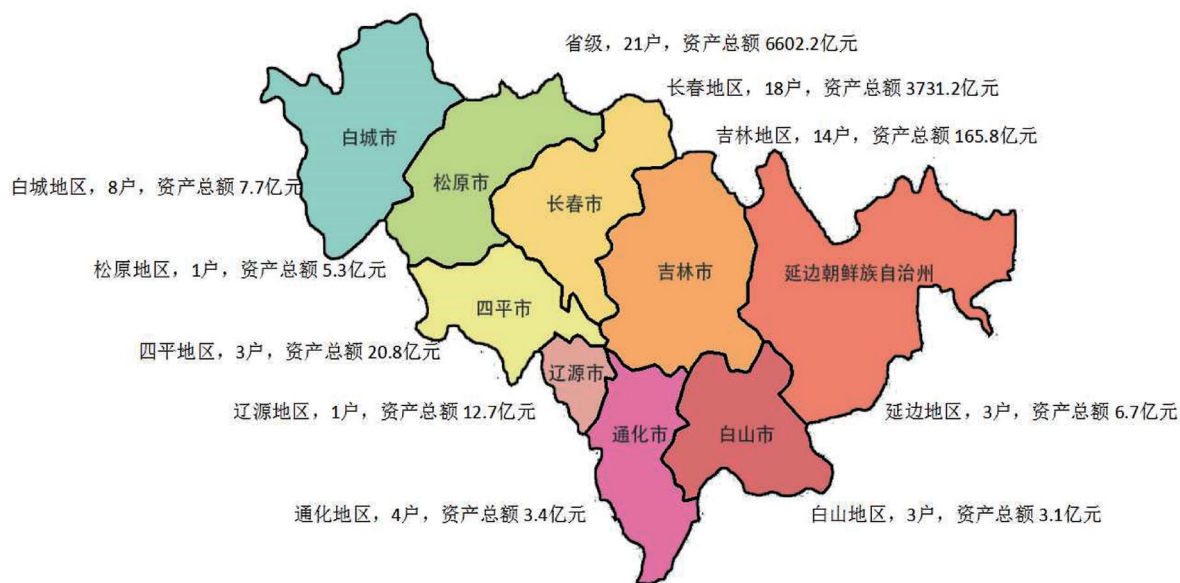 省级，21户，资产总额 6602.2亿元
长春地区，18户，资产总额 3731.2亿元
吉林地区，14户，资产总额 165.8亿元
白城市
白城地区，8户，资产总额 7.7亿元
松原市
长春市
吉林市
延边朝鲜族自治州
松原地区，1户，资产总额 5.3亿元
四平市
四平地区，3户，资产总额 20.8亿元
辽源市
辽源地区，1户，资产总额 12.7亿元
延边地区，3户，资产总额 6.7亿元
通化市
白山市
通化地区，4户，资产总额 3.4亿元
白山地区，3户，资产总额 3.1亿元